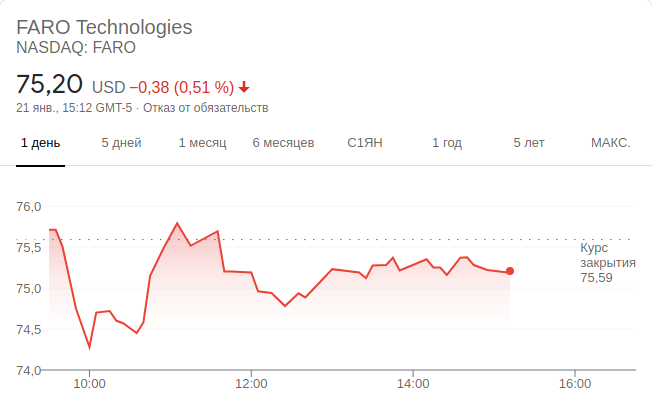 FARO Technologies
NASDAQ: FARO
75,20 USD −0,38 (0,51 %)
21 янв., 15:12 GMT-5 · Отказ от обязательств
1 день 5 дней 1 месяц 6 месяцев С1ЯН 1 год 5 лет МАКС.
76,0
75,5
Курс
закрытия
75,59
75,0
74,5
74,0
10:00 12:00 14:00 16:00